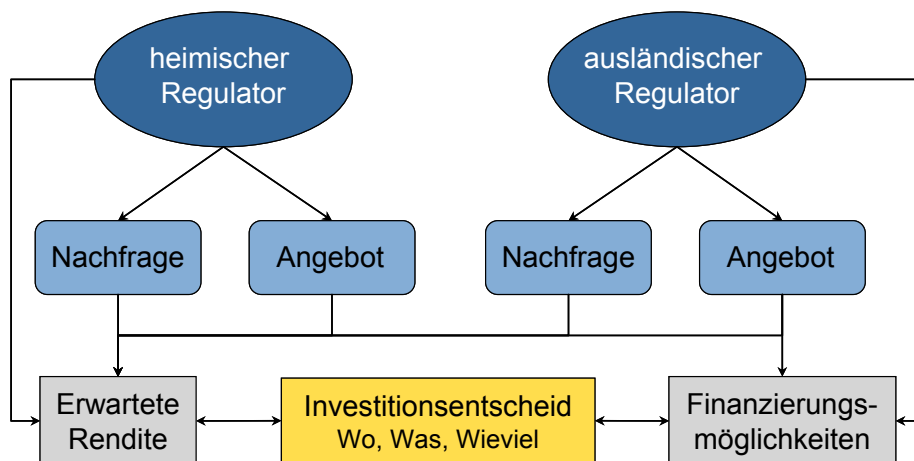 heimischer
Regulator
ausländischer
Regulator
Nachfrage
Angebot
Nachfrage
Angebot
Erwartete
Rendite
Investitionsentscheid
Wo, Was, Wieviel
Finanzierungs-
möglichkeiten